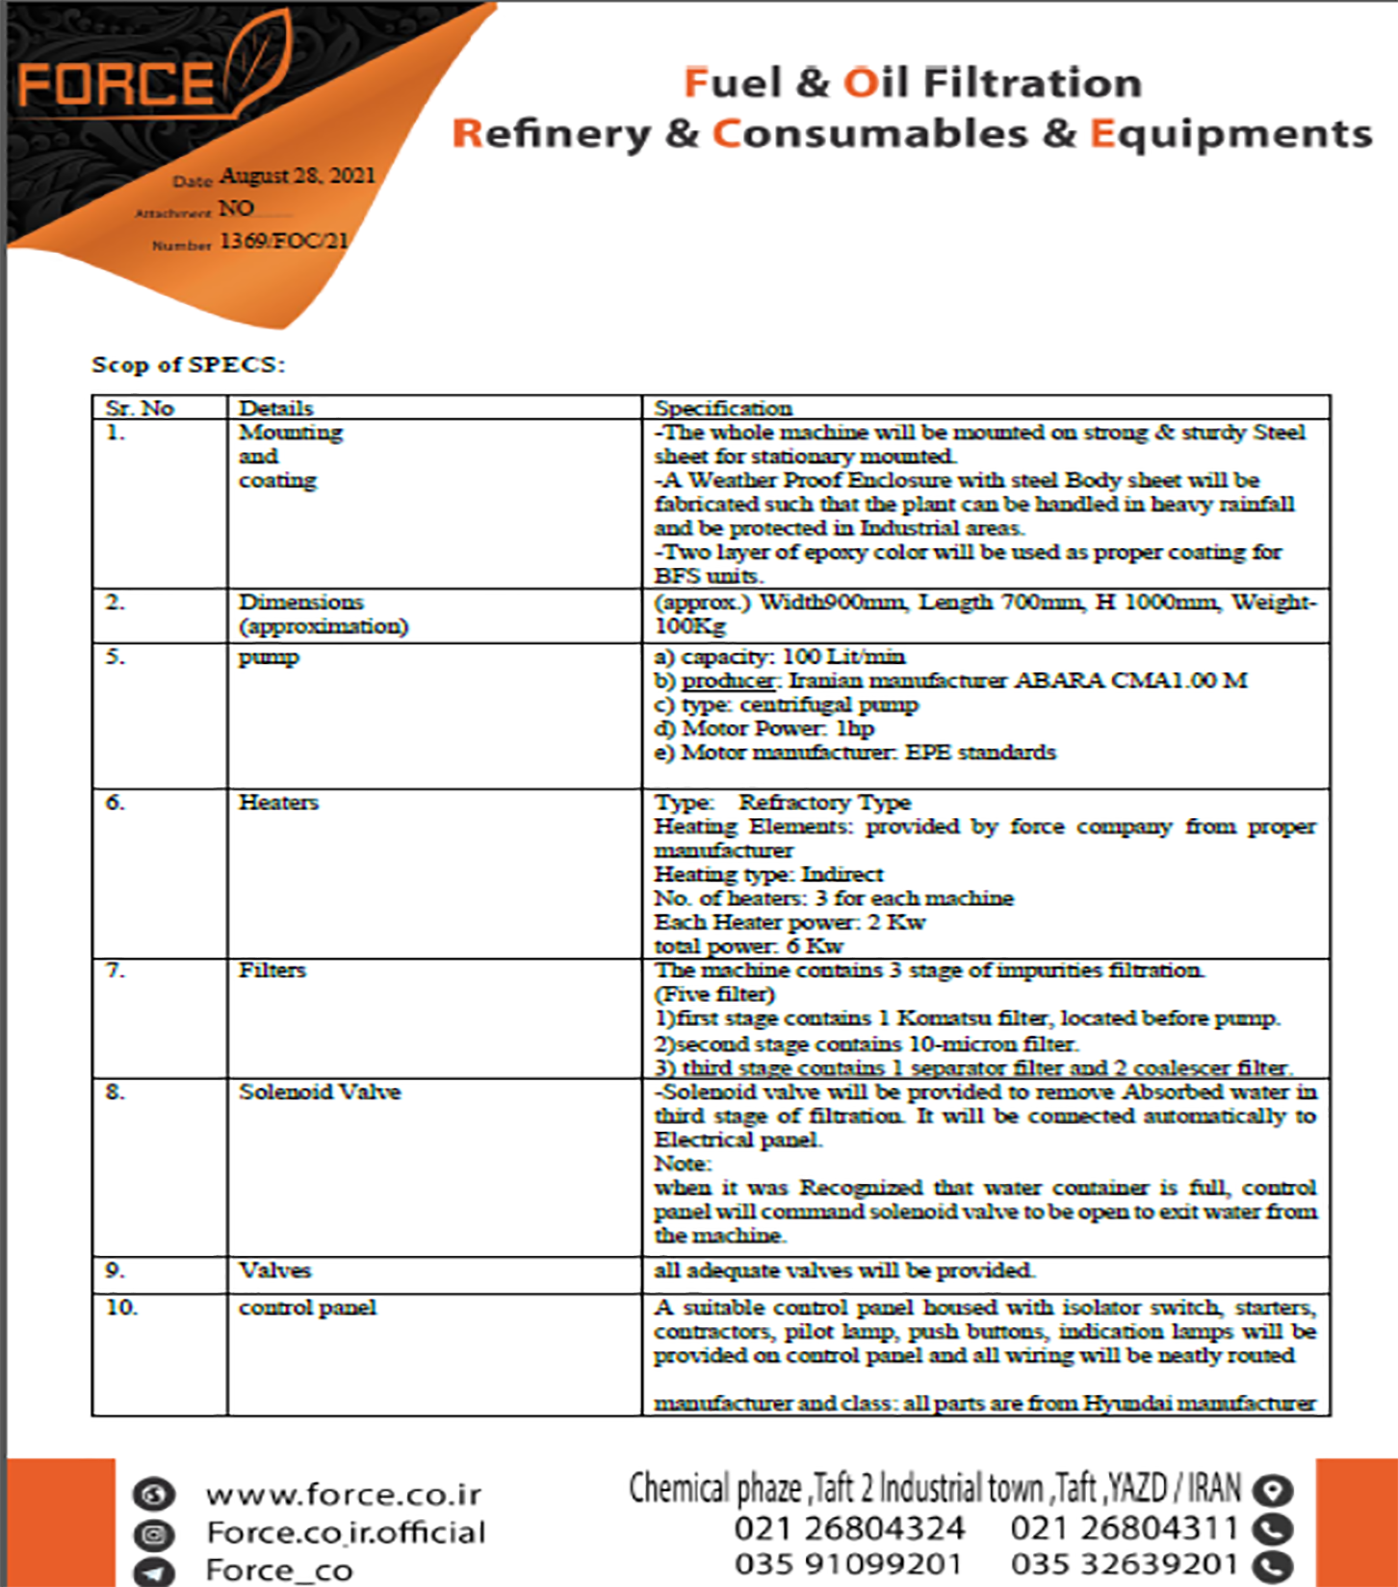 FORCE
Fuel & Oil Filtration
Refinery & Consumables & Equipments
Date August 28, 2021
Attachment NO
Number 1369/FOC/21
Scop of SPECS:
Sr. No Details Specification
1. Mounting and coating
-The whole machine will be mounted on strong & sturdy Steel
sheet for stationary mounted.
-A Weather Proof Enclosure with steel Body sheet will be
fabricated such that the plant can be handled in heavy rainfall
and be protected in Industrial areas.
-Two layer of epoxy color will be used as proper coating for
BFS units.
2. Dimensions (approximation)
(approx.) Width900mm, Length 700mm, H 1000mm, Weight-
100Kg
5. pump
a) capacity: 100 Lit/min
b) producer: Iranian manufacturer ABARA CMA1.00 M
c) type: centrifugal pump
d) Motor Power: 1hp
e) Motor manufacturer: EPE standards
6. Heaters
Type: Refractory Type
Heating Elements: provided by force company from proper
manufacturer
Heating type: Indirect
No. of heaters: 3 for each machine
Each Heater power: 2 Kw
total power: 6 Kw
7. Filters
The machine contains 3 stage of impurities filtration.
(Five filter)
1)first stage contains 1 Komatsu filter, located before pump.
2)second stage contains 10-micron filter.
3) third stage contains 1 separator filter and 2 coalescer filter.
8. Solenoid Valve
-Solenoid valve will be provided to remove Absorbed water in
third stage of filtration. It will be connected automatically to
Electrical panel.
Note:
when it was Recognized that water container is full, control
panel will command solenoid valve to be open to exit water from
the machine.
9. Valves
all adequate valves will be provided.
10. control panel
A suitable control panel housed with isolator switch, starters,
contractors, pilot lamp, push buttons, indication lamps will be
provided on control panel and all wiring will be neatly routed
manufacturer and class: all parts are from Hyundai manufacturer
www.force.co.ir
Force.co.ir.official
Force_co
Chemical phaze ,Taft 2 Industrial town ,Taft ,YAZD / IRAN
021 26804324 021 26804311
035 91099201 035 32639201